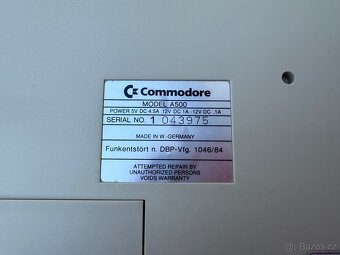 Commodore
MODEL A500
POWER 5V DC 4.5A 12V DC 1A -12V DC .1A
SERIAL NO. 1 043975
MADE IN W.-GERMANY
Funkentstört n. DBP-Vfg. 1046/84
ATTEMPTED REPAIR BY
UNAUTHORIZED PERSONS
VOIDS WARRANTY
Bazos.cz